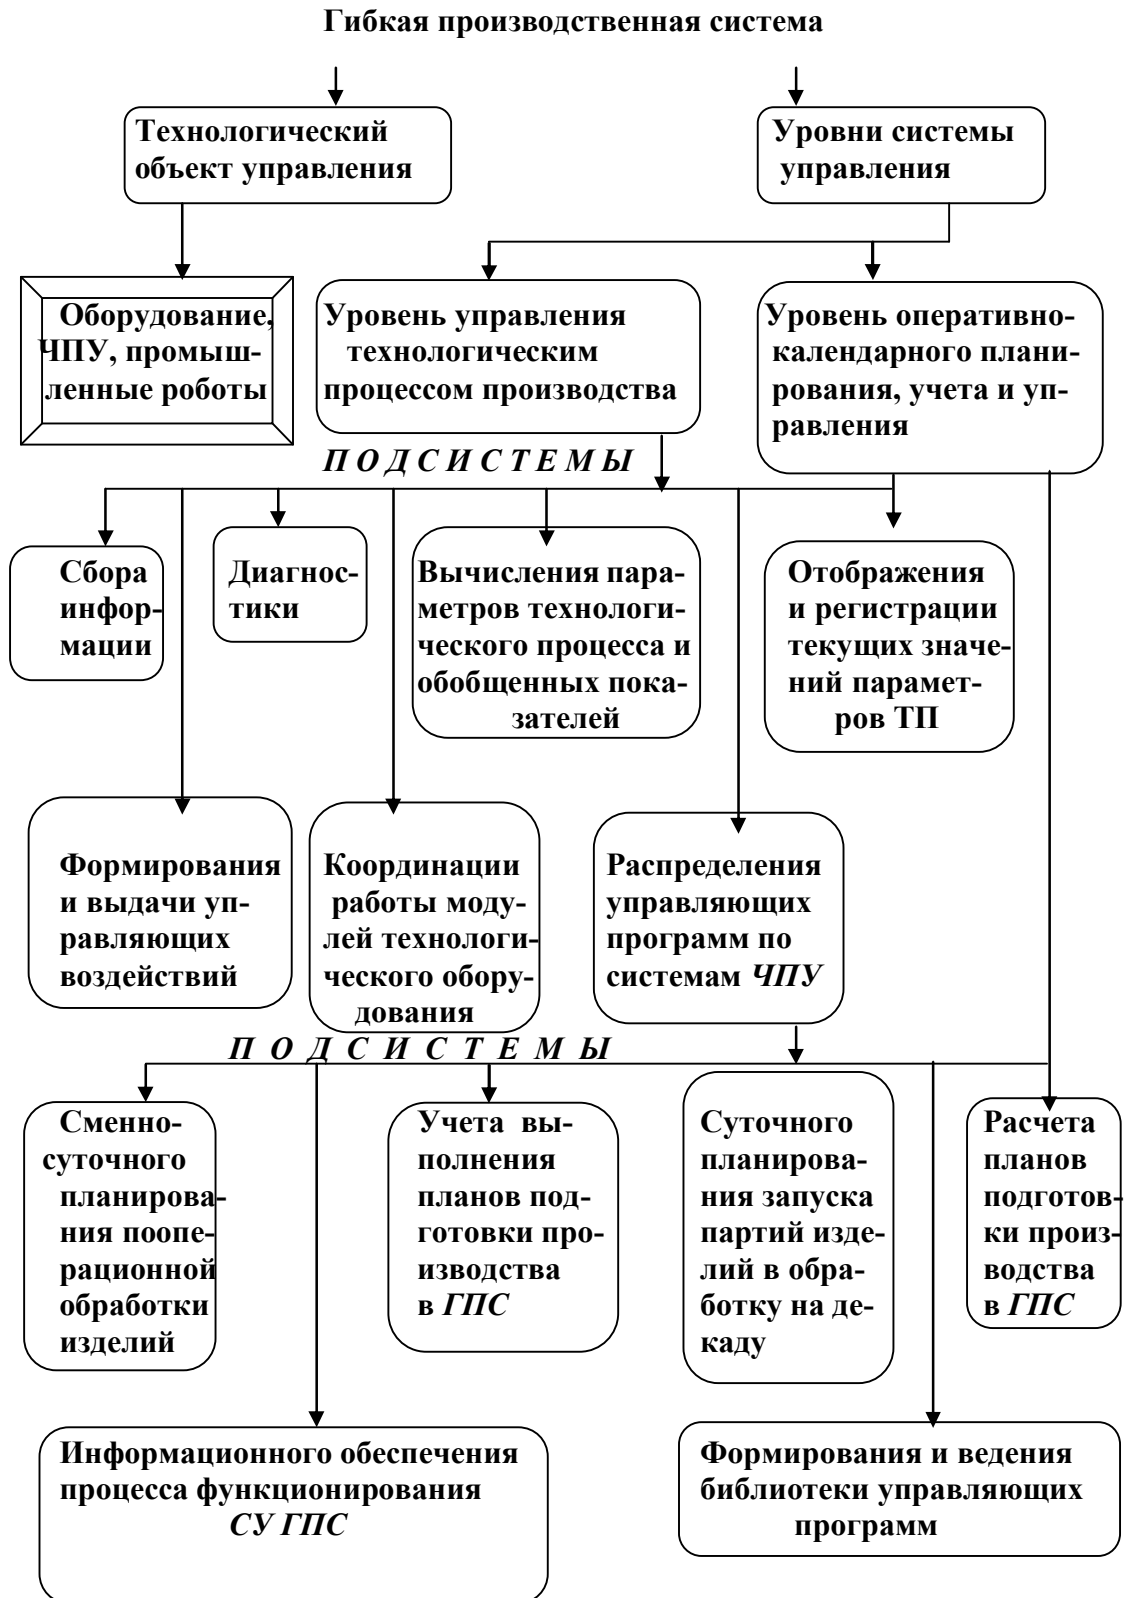 Гибкая производственная система
Технологический
объект управления
Уровни системы
управления
Оборудование,
ЧПУ, промыш-
ленные роботы
Уровень управления
технологическим
процессом производства
Уровень оперативно-
календарного плани-
рования, учета и уп-
равления
П О Д С И С Т Е М Ы
Сбора
инфор-
мации
Диагнос-
тики
Вычисления пара-
метров технологи-
ческого процесса и
обобщенных пока-
зателей
Отображения
и регистрации
текущих значе-
ний парамет-
ров ТП
Формирования
и выдачи уп-
равляющих
воздействий
Координации
работы моду-
лей технологи-
ческого обору-
дования
Распределения
управляющих
программ по
системам ЧПУ
П О Д С И С Т Е М Ы
Сменно-
суточного
планирова-
ния поопе-
рационной
обработки
изделий
Учета вы-
полнения
планов под-
готовки про-
изводства
в ГПС
Суточного
планирова-
ния запуска
партий изде-
лий в обра-
ботку на де-
каду
Расчета
планов
подготов-
ки произ-
водства
в ГПС
Информационного обеспечения
процесса функционирования
СУ ГПС
Формирования и ведения
библиотеки управляющих
программ